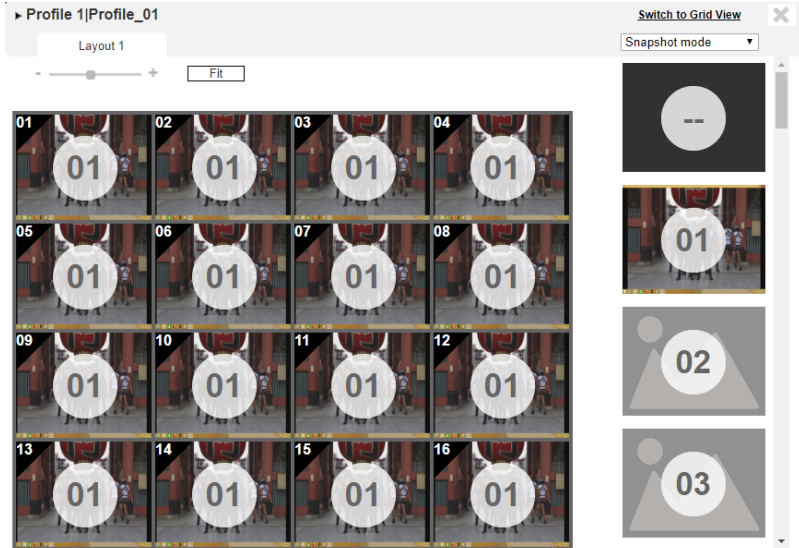 ▸ Profile 1|Profile_01
Switch to Grid View
Layout 1
Snapshot mode
- +
Fit
01 02 03 04
01 01 01 01
05 06 07 08
01 01 01 01
09 10 11 12
01 01 01 01
13 14 15 16
01 01 01 01
--
01
02
03